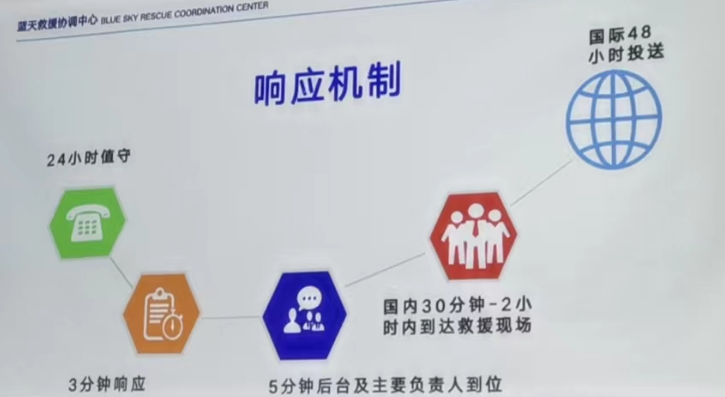 蓝天救援协调中心 BLUE SKY RESCUE COORDINATION CENTER
响应机制
国际48
小时投送
24小时值守
国内30分钟-2小
时内到达救援现场
3分钟响应
5分钟后台及主要负责人到位